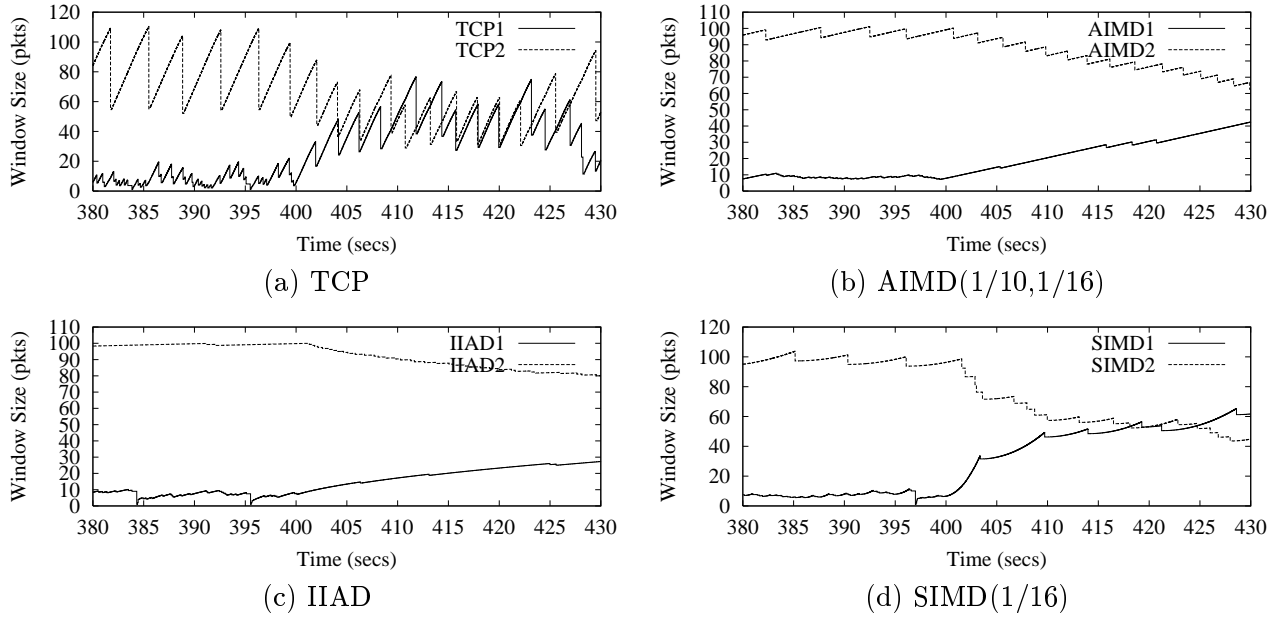 Window Size (pkts)
120
100
80
60
40
20
0
TCP1
TCP2
380 385 390 395 400 405 410 415 420 425 430
Time (secs)
(a) TCP
Window Size (pkts)
110
100
90
80
70
60
50
40
30
20
10
0
AIMD1
AIMD2
380 385 390 395 400 405 410 415 420 425 430
Time (secs)
(b) AIMD(1/10,1/16)
Window Size (pkts)
110
100
90
80
70
60
50
40
30
20
10
0
IIAD1
IIAD2
380 385 390 395 400 405 410 415 420 425 430
Time (secs)
(c) IIAD
Window Size (pkts)
120
100
80
60
40
20
0
SIMD1
SIMD2
380 385 390 395 400 405 410 415 420 425 430
Time (secs)
(d) SIMD(1/16)